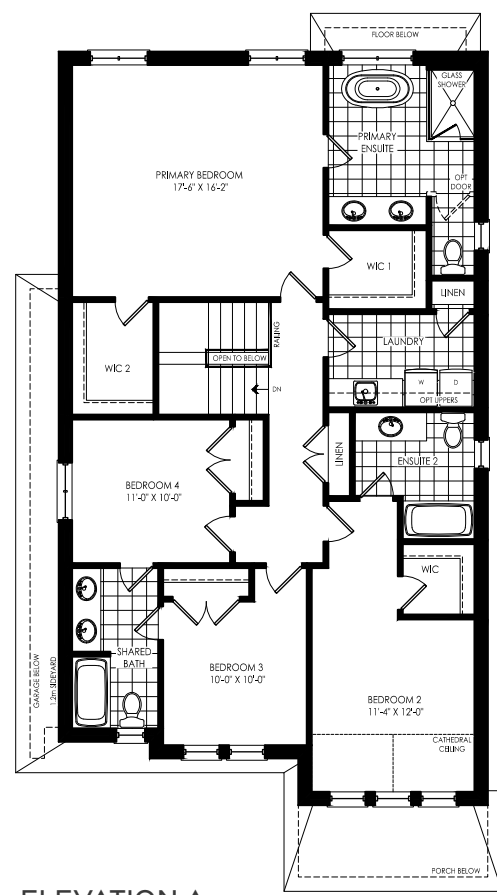 FLOOR BELOW
GLASS
SHOWER
PRIMARY
ENSUITE
PRIMARY BEDROOM
17'-6" X 16'-2"
OPT
DOOR
WIC 1
LINEN
RAILING
LAUNDRY
OPEN TO BELOW
WIC 2
DN
W
D
OPT UPPERS
LINEN
ENSUITE 2
BEDROOM 4
11'-0" X 10'-0"
WIC
SHARED
BATH
BEDROOM 3
10'-0" X 10'-0"
GARAGE BELOW
1.2m SIDEYARD
BEDROOM 2
11'-4" X 12'-0"
CATHEDRAL
CEILING
PORCH BELOW
ELEVATION A